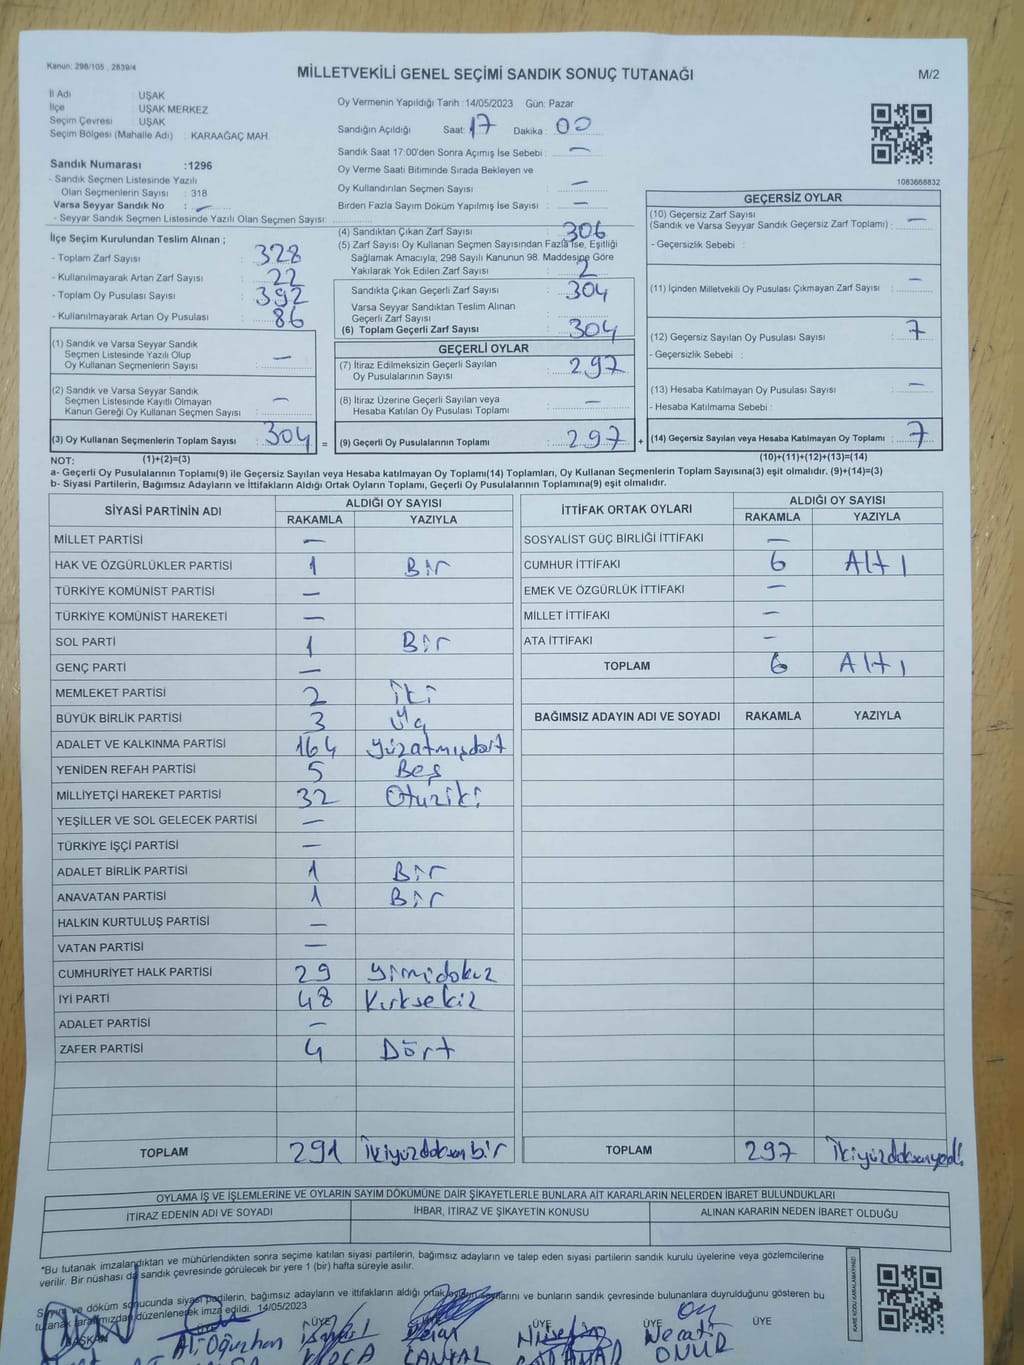 Kanun: 298/105 , 2839/4
MİLLETVEKİLİ GENEL SEÇİMİ SANDIK SONUÇ TUTANAĞI
M/2
İl Adı : UŞAK
İlçe : UŞAK MERKEZ
Seçim Çevresi : UŞAK
Seçim Bölgesi (Mahalle Adı) : KARAAĞAÇ MAH.
Sandık Numarası :1296
- Sandık Seçmen Listesinde Yazılı
Olan Seçmenlerin Sayısı : 318
Varsa Seyyar Sandık No : —
- Seyyar Sandık Seçmen Listesinde Yazılı Olan Seçmen Sayısı:
Oy Vermenin Yapıldığı Tarih :14/05/2023 Gün: Pazar
Sandığın Açıldığı Saat: 17 Dakika : 00
Sandık Saat 17:00'den Sonra Açımış İse Sebebi : —
Oy Verme Saati Bitiminde Sırada Bekleyen ve
Oy Kullandırılan Seçmen Sayısı : —
Birden Fazla Sayım Döküm Yapılmış İse Sayısı : —
1083668832
İlçe Seçim Kurulundan Teslim Alınan ;
- Toplam Zarf Sayısı : 328
- Kullanılmayarak Artan Zarf Sayısı : 22
- Toplam Oy Pusulası Sayısı : 392
- Kullanılmayarak Artan Oy Pusulası : 86
(4) Sandıktan Çıkan Zarf Sayısı : 306
(5) Zarf Sayısı Oy Kullanan Seçmen Sayısından Fazla İse, Eşitliği
Sağlamak Amacıyla; 298 Sayılı Kanunun 98. Maddesine Göre
Yakılarak Yok Edilen Zarf Sayısı : 2
Sandıkta Çıkan Geçerli Zarf Sayısı : 304
Varsa Seyyar Sandıktan Teslim Alınan
Geçerli Zarf Sayısı :
(6) Toplam Geçerli Zarf Sayısı : 304
GEÇERSİZ OYLAR
(10) Geçersiz Zarf Sayısı
(Sandık ve Varsa Seyyar Sandık Geçersiz Zarf Toplamı) : —
- Geçersizlik Sebebi :
(11) İçinden Milletvekili Oy Pusulası Çıkmayan Zarf Sayısı : —
(12) Geçersiz Sayılan Oy Pusulası Sayısı : 7
- Geçersizlik Sebebi :
(13) Hesaba Katılmayan Oy Pusulası Sayısı : —
- Hesaba Katılmama Sebebi :
(1) Sandık ve Varsa Seyyar Sandık
Seçmen Listesinde Yazılı Olup
Oy Kullanan Seçmenlerin Sayısı : —
(2) Sandık ve Varsa Seyyar Sandık
Seçmen Listesinde Kayıtlı Olmayan
Kanun Gereği Oy Kullanan Seçmen Sayısı : —
GEÇERLİ OYLAR
(7) İtiraz Edilmeksizin Geçerli Sayılan
Oy Pusulalarının Sayısı : 297
(8) İtiraz Üzerine Geçerli Sayılan veya
Hesaba Katılan Oy Pusulası Toplamı : —
(3) Oy Kullanan Seçmenlerin Toplam Sayısı : 304 = (9) Geçerli Oy Pusulalarının Toplamı : 297 + (14) Geçersiz Sayılan veya Hesaba Katılmayan Oy Toplamı : 7
NOT: (1)+(2)=(3) (10)+(11)+(12)+(13)=(14)
a- Geçerli Oy Pusulalarının Toplamı(9) ile Geçersiz Sayılan veya Hesaba katılmayan Oy Toplamı(14) Toplamları, Oy Kullanan Seçmenlerin Toplam Sayısına(3) eşit olmalıdır. (9)+(14)=(3)
b- Siyasi Partilerin, Bağımsız Adayların ve İttifakların Aldığı Ortak Oyların Toplamı, Geçerli Oy Pusulalarının Toplamına(9) eşit olmalıdır.
SİYASİ PARTİNİN ADI ALDIĞI OY SAYISI
RAKAMLA YAZIYLA
MİLLET PARTİSİ —
HAK VE ÖZGÜRLÜKLER PARTİSİ 1 Bir
TÜRKİYE KOMÜNİST PARTİSİ —
TÜRKİYE KOMÜNİST HAREKETİ —
SOL PARTİ 1 Bir
GENÇ PARTİ —
MEMLEKET PARTİSİ 2 İki
BÜYÜK BİRLİK PARTİSİ 3 Üç
ADALET VE KALKINMA PARTİSİ 164 Yüzatmışdört
YENİDEN REFAH PARTİSİ 5 Beş
MİLLİYETÇİ HAREKET PARTİSİ 32 Otuziki
YEŞİLLER VE SOL GELECEK PARTİSİ —
TÜRKİYE İŞÇİ PARTİSİ —
ADALET BİRLİK PARTİSİ 1 Bir
ANAVATAN PARTİSİ 1 Bir
HALKIN KURTULUŞ PARTİSİ —
VATAN PARTİSİ —
CUMHURİYET HALK PARTİSİ 29 Yirmidokuz
İYİ PARTİ 48 Kırksekiz
ADALET PARTİSİ —
ZAFER PARTİSİ 4 Dört
TOPLAM 291 İkiyüzdoksanbir
İTTİFAK ORTAK OYLARI ALDIĞI OY SAYISI
RAKAMLA YAZIYLA
SOSYALİST GÜÇ BİRLİĞİ İTTİFAKI —
CUMHUR İTTİFAKI 6 Altı
EMEK VE ÖZGÜRLÜK İTTİFAKI —
MİLLET İTTİFAKI —
ATA İTTİFAKI —
TOPLAM 6 Altı
BAĞIMSIZ ADAYIN ADI VE SOYADI RAKAMLA YAZIYLA
TOPLAM 297 İkiyüzdoksanyedi
OYLAMA İŞ VE İŞLEMLERİNE VE OYLARIN SAYIM DÖKÜMÜNE DAİR ŞİKAYETLERLE BUNLARA AİT KARARLARIN NELERDEN İBARET BULUNDUKLARI
İTİRAZ EDENİN ADI VE SOYADI İHBAR, İTİRAZ VE ŞİKAYETİN KONUSU ALINAN KARARIN NEDEN İBARET OLDUĞU
*Bu tutanak imzalandıktan ve mühürlendikten sonra seçime katılan siyasi partilerin, bağımsız adayların ve talep eden siyasi partilerin sandık kurulu üyelerine veya gözlemcilerine
verilir. Bir nüshası da sandık çevresinde görülecek bir yere 1 (bir) hafta süreyle asılır.
Sayım ve döküm sonucunda siyasi partilerin, bağımsız adayların ve ittifakların aldığı ortak oyların sayılarını ve bunların sandık çevresinde bulunanlara duyrulduğunu gösteren bu
tutanak tarafımızdan düzenlenerek imza edildi. 14/05/2023
BAŞKAN ÜYE ÜYE ÜYE ÜYE ÜYE
Ali Oğuzhan
Necati
ONUR
KARE KODU KARALAMAYINIZ!